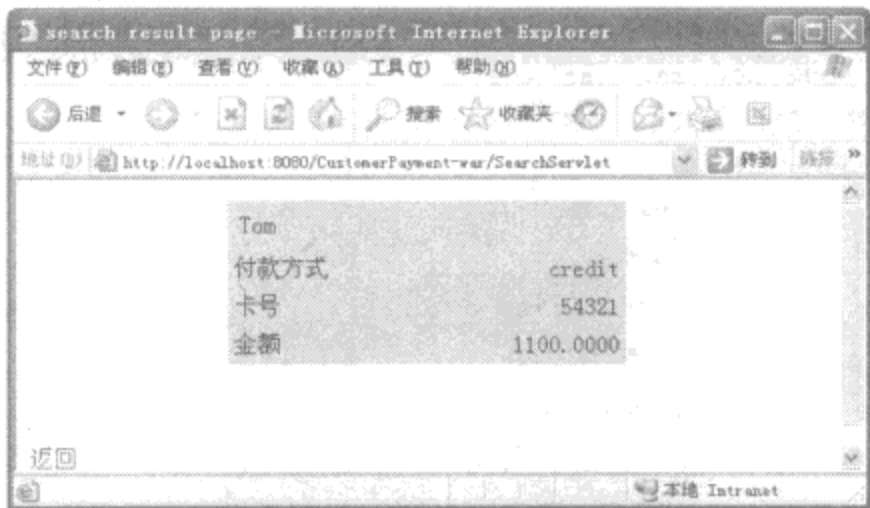 search result page - Microsoft Internet Explorer
文件(F) 编辑(E) 查看(V) 收藏(A) 工具(T) 帮助(H)
后退 搜索 收藏夹
地址(D) http://localhost:8080/CustomerPayment-war/SearchServlet 转到 链接 »
Tom
付款方式 credit
卡号 54321
金额 1100.0000
返回
本地 Intranet